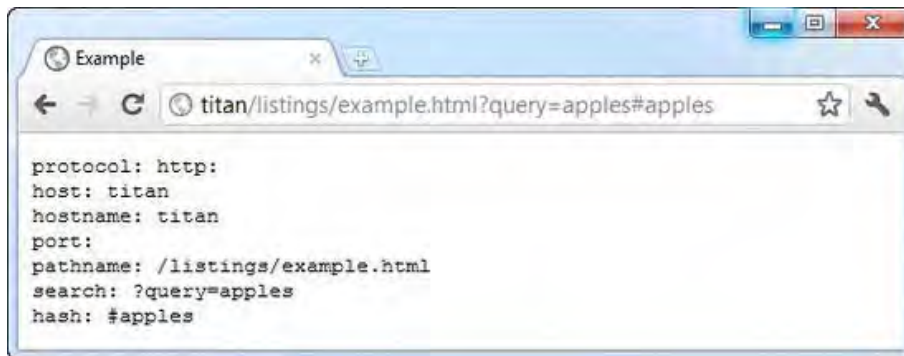 Example
titan/listings/example.html?query=apples#apples
protocol: http:
host: titan
hostname: titan
port:
pathname: /listings/example.html
search: ?query=apples
hash: #apples